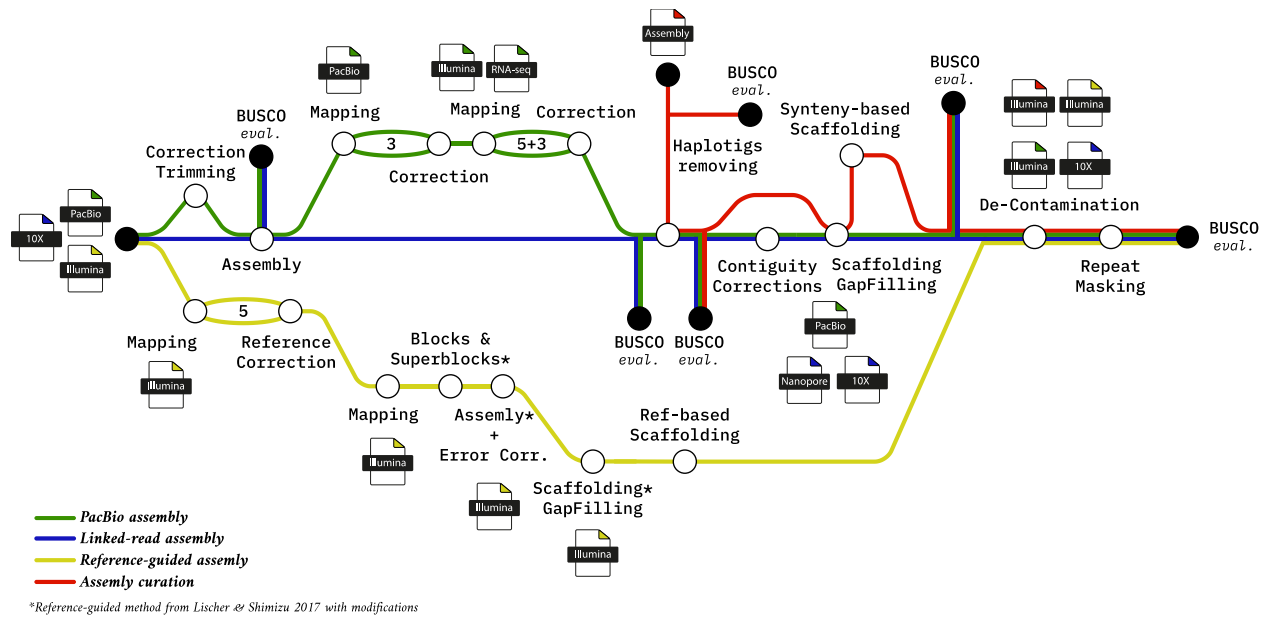 Assembly
PacBio
Illumina
RNA-seq
BUSCO
eval.
Illumina
Illumina
Mapping
Mapping
Correction
Synteny-based
Scaffolding
BUSCO
eval.
BUSCO
eval.
Correction
Trimming
3
5+3
Haplotigs
removing
Illumina
10X
Correction
PacBio
De-Contamination
10X
Illumina
BUSCO
eval.
Assembly
Contiguity
Corrections
Scaffolding
GapFilling
Repeat
Masking
5
PacBio
Mapping
Reference
Correction
Blocks &
Superblocks*
BUSCO
eval.
BUSCO
eval.
Illumina
Nanopore
10X
Mapping
Assemly*
+
Error Corr.
Ref-based
Scaffolding
Illumina
Illumina
Scaffolding*
GapFilling
Illumina
PacBio assembly
Linked-read assembly
Reference-guided assemly
Assemly curation
*Reference-guided method from Lischer & Shimizu 2017 with modifications